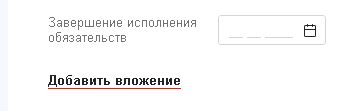 Завершение исполнения
обязательств
Добавить вложение